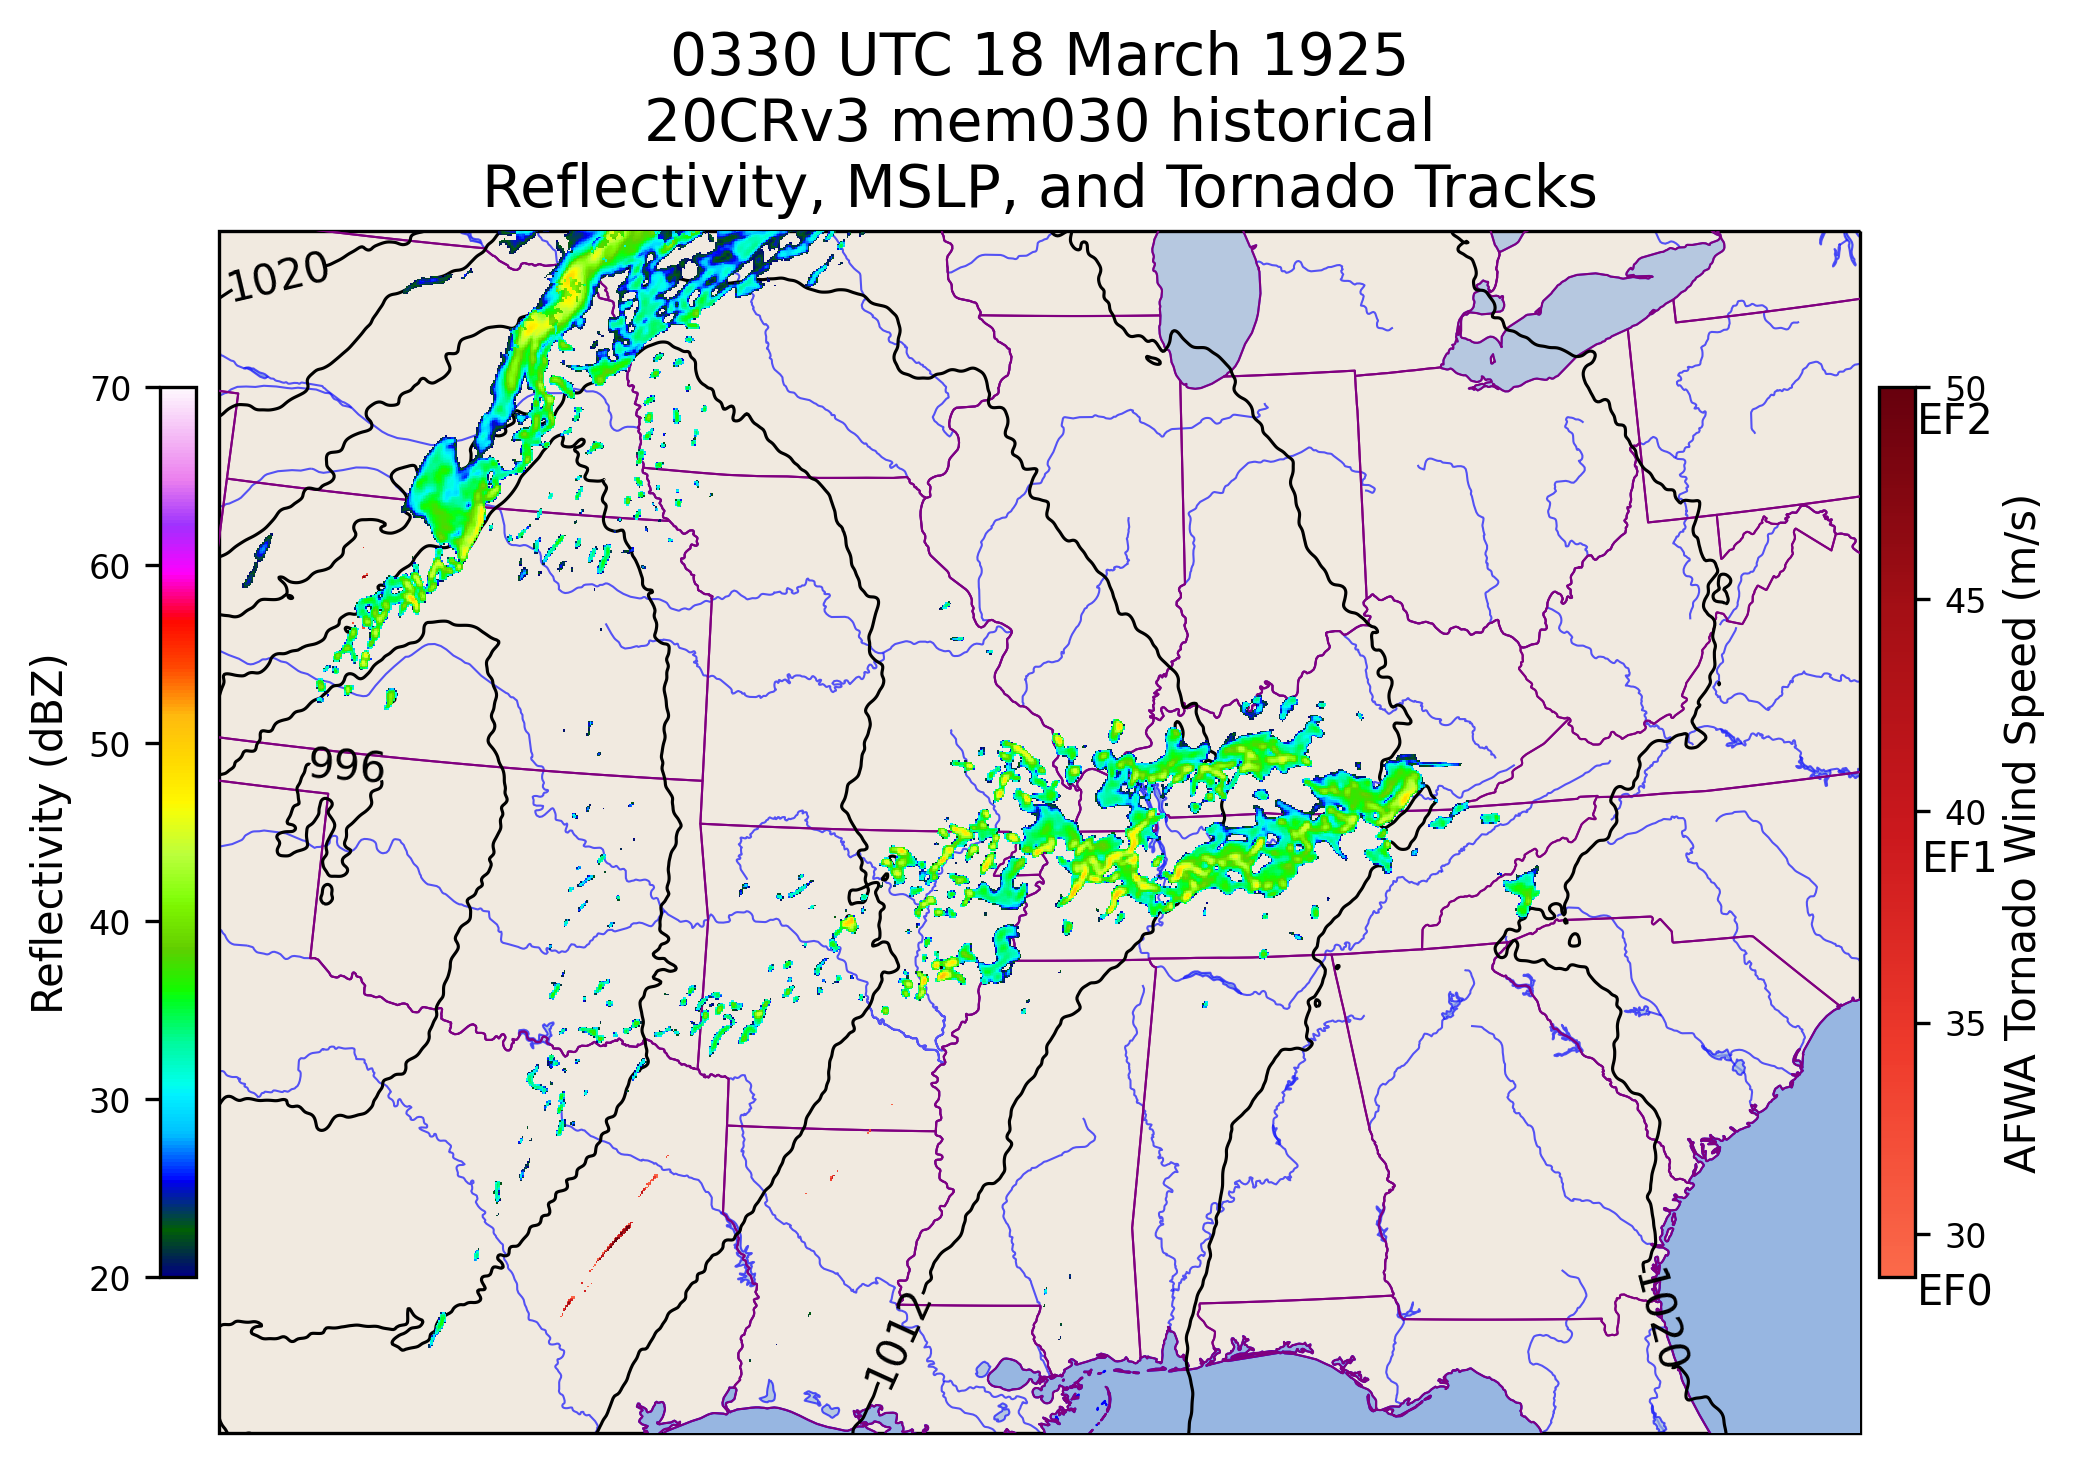 0330 UTC 18 March 1925
20CRv3 mem030 historical
Reflectivity, MSLP, and Tornado Tracks
1020
996
1012
1020
70
60
50
40
30
20
Reflectivity (dBZ)
50
EF2
45
40
EF1
35
30
EF0
AFWA Tornado Wind Speed (m/s)